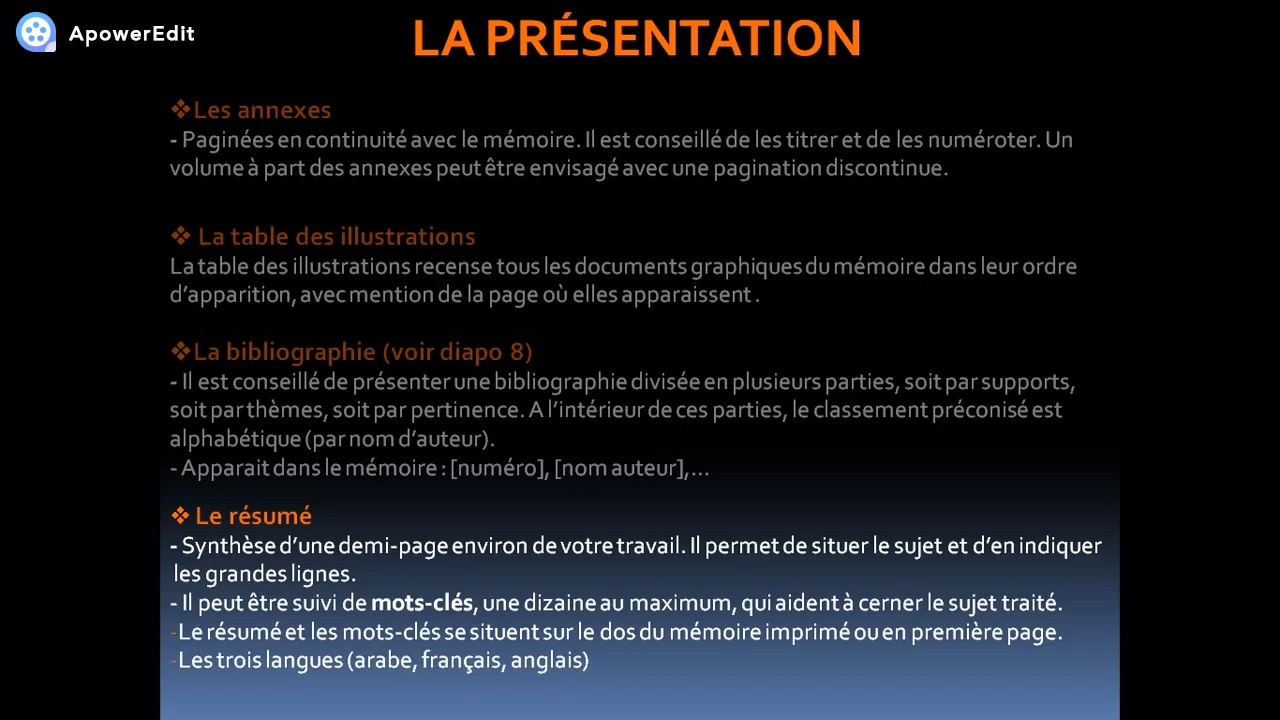 ApowerEdit
LA PRÉSENTATION
❖Les annexes
- Paginées en continuité avec le mémoire. Il est conseillé de les titrer et de les numéroter. Un
volume à part des annexes peut être envisagé avec une pagination discontinue.
❖ La table des illustrations
La table des illustrations recense tous les documents graphiques du mémoire dans leur ordre
d’apparition, avec mention de la page où elles apparaissent .
❖La bibliographie (voir diapo 8)
- Il est conseillé de présenter une bibliographie divisée en plusieurs parties, soit par supports,
soit par thèmes, soit par pertinence. A l’intérieur de ces parties, le classement préconisé est
alphabétique (par nom d’auteur).
- Apparait dans le mémoire : [numéro], [nom auteur],…
❖ Le résumé
- Synthèse d’une demi-page environ de votre travail. Il permet de situer le sujet et d’en indiquer
les grandes lignes.
- Il peut être suivi de mots-clés, une dizaine au maximum, qui aident à cerner le sujet traité.
-Le résumé et les mots-clés se situent sur le dos du mémoire imprimé ou en première page.
-Les trois langues (arabe, français, anglais)